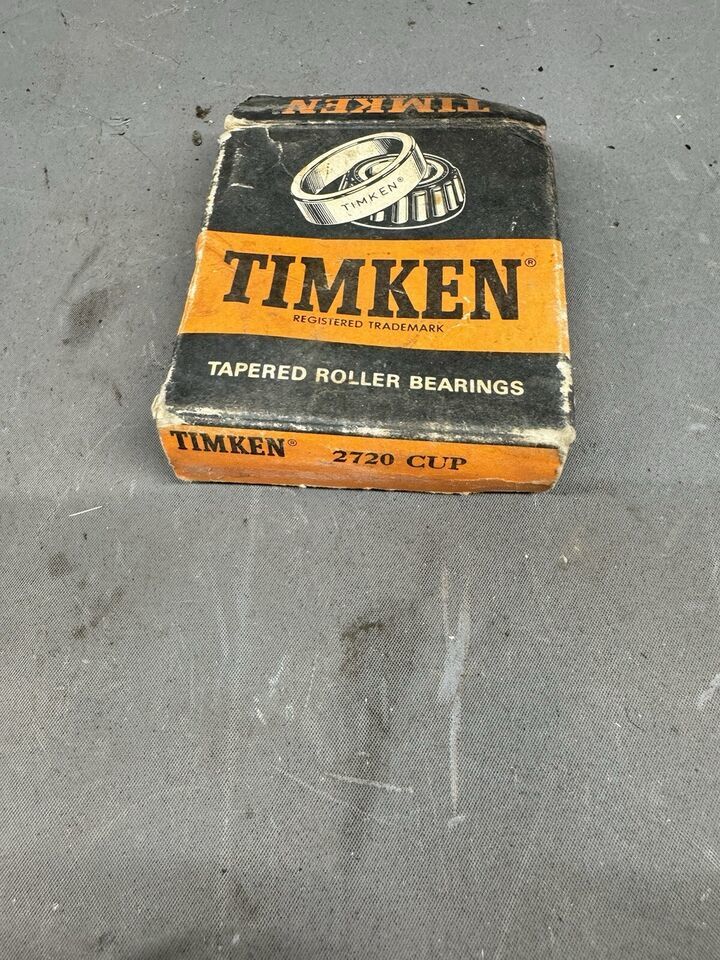 TIMKEN
TIMKEN®
TIMKEN®
REGISTERED TRADEMARK
TAPERED ROLLER BEARINGS
TIMKEN® 2720 CUP